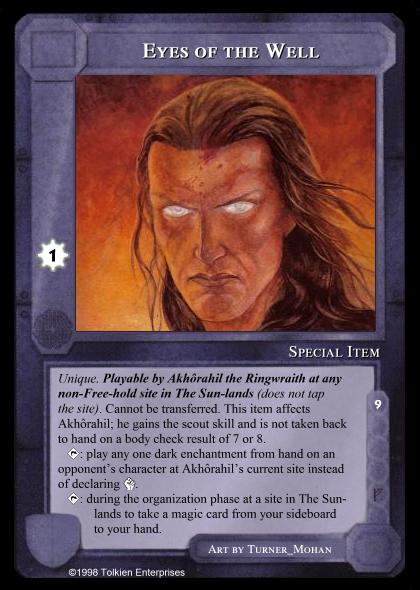 EYES OF THE WELL
1
SPECIAL ITEM
Unique. Playable by Akhôrahil the Ringwraith at any
non-Free-hold site in The Sun-lands (does not tap
the site). Cannot be transferred. This item affects
Akhôrahil; he gains the scout skill and is not taken back
to hand on a body check result of 7 or 8.
: play any one dark enchantment from hand on an
opponent's character at Akhôrahil's current site instead
of declaring .
: during the organization phase at a site in The Sun-
lands to take a magic card from your sideboard
to your hand.
9
ART BY TURNER_MOHAN
©1998 Tolkien Enterprises